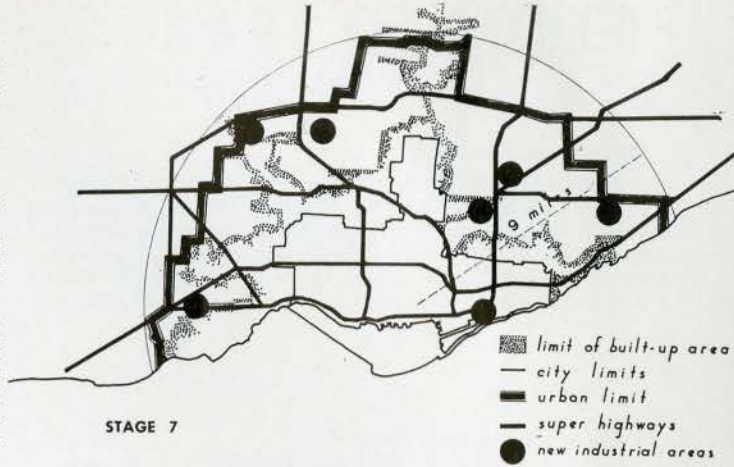 9 miles
limit of built-up area
city limits
urban limit
super highways
new industrial areas
STAGE 7